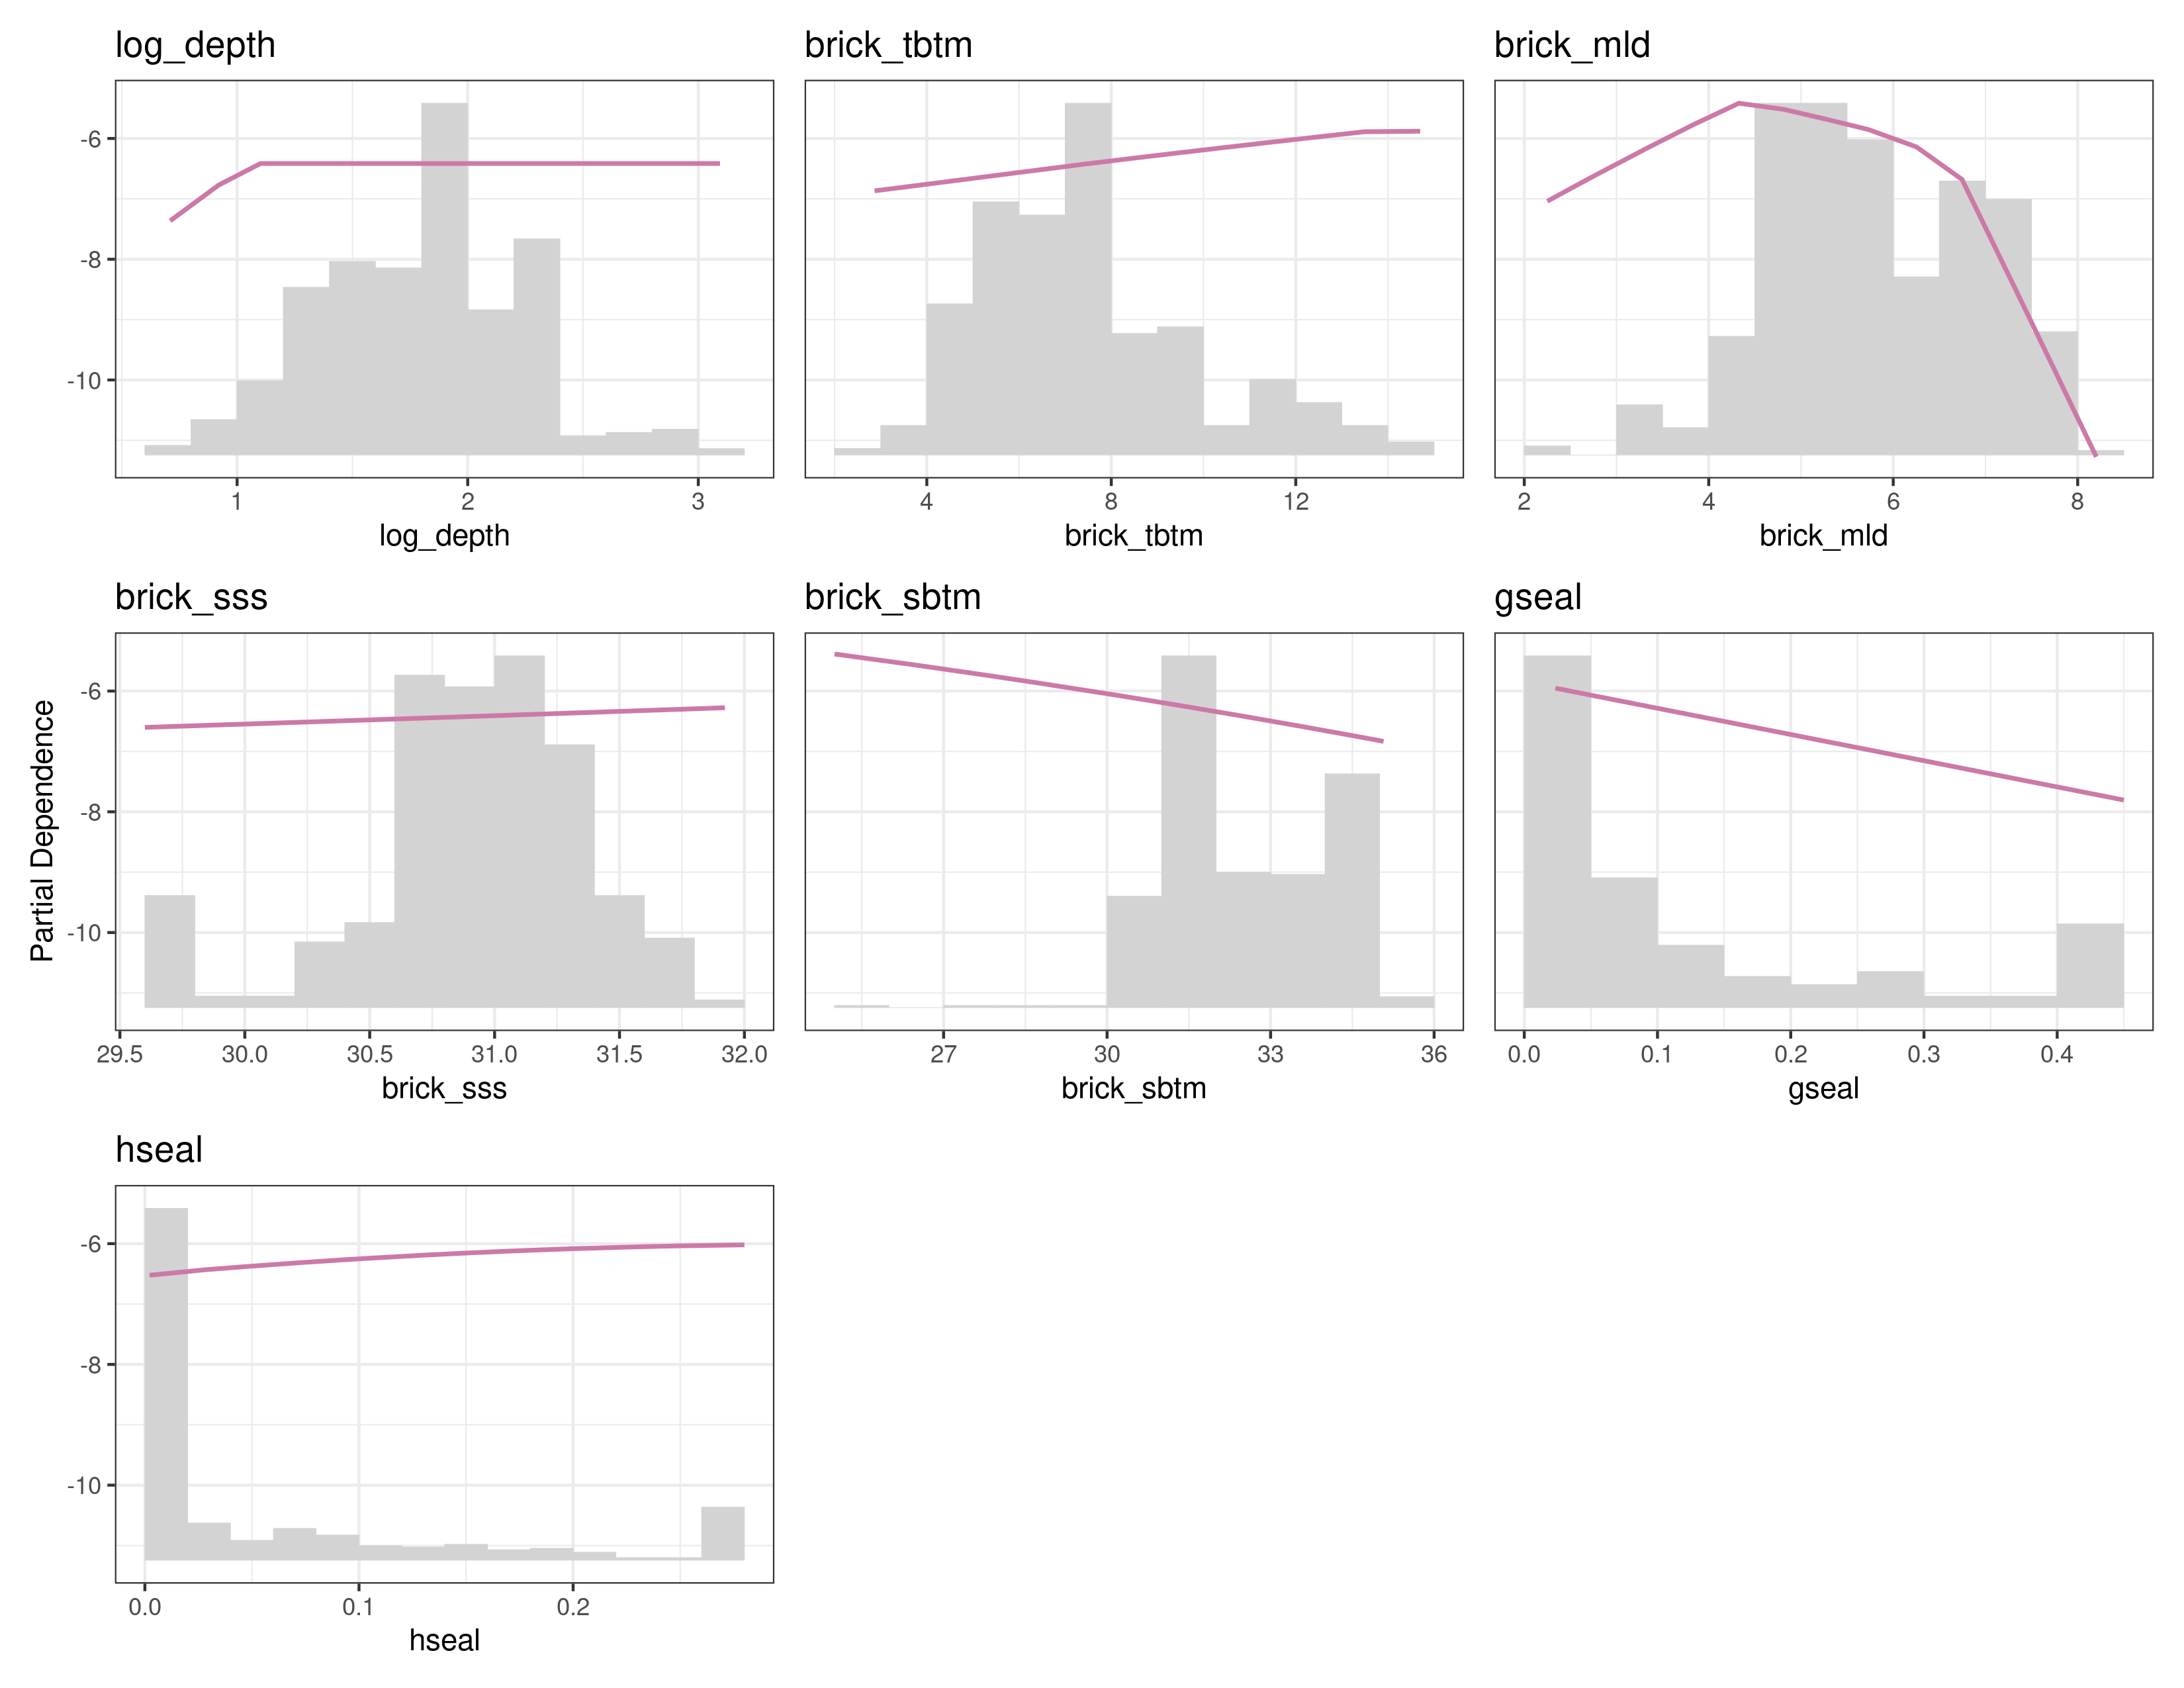 log_depth
brick_tbtm
brick_mld
-6
-8
-10
1 2 3
4 8 12
2 4 6 8
log_depth
brick_tbtm
brick_mld
brick_sss
brick_sbtm
gseal
Partial Dependence
-6
-8
-10
29.5 30.0 30.5 31.0 31.5 32.0
27 30 33 36
0.0 0.1 0.2 0.3 0.4
brick_sss
brick_sbtm
gseal
hseal
-6
-8
-10
0.0 0.1 0.2
hseal